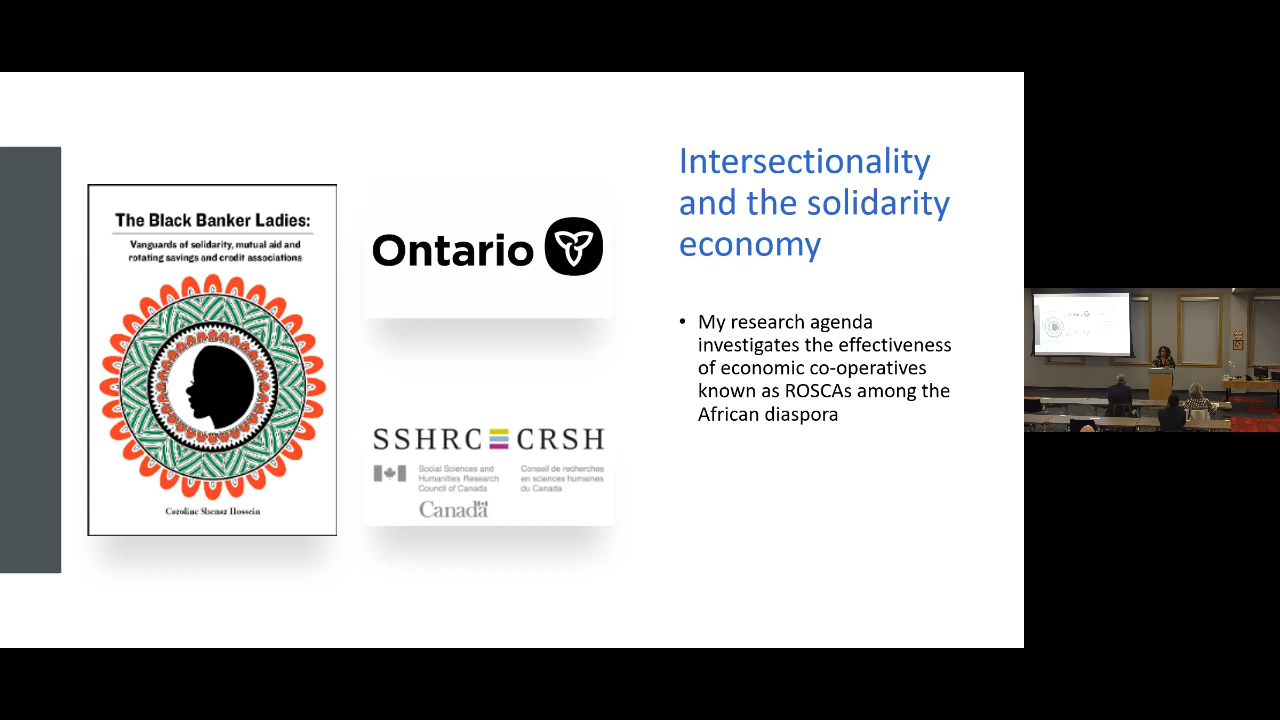 The Black Banker Ladies:
Vanguards of solidarity, mutual aid and
rotating savings and credit associations
Caroline Shenaz Hossein
Ontario
SSHRC CRSH
Social Sciences and
Humanities Research
Council of Canada
Conseil de recherches
en sciences humaines
du Canada
Canada
Intersectionality
and the solidarity
economy
• My research agenda
investigates the effectiveness
of economic co-operatives
known as ROSCAs among the
African diaspora